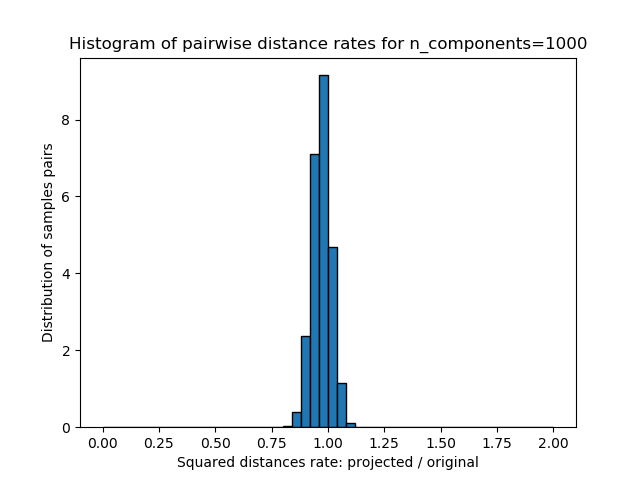 Histogram of pairwise distance rates for n_components=1000
Distribution of samples pairs
8
6
4
2
0
0.00 0.25 0.50 0.75 1.00 1.25 1.50 1.75 2.00
Squared distances rate: projected / original